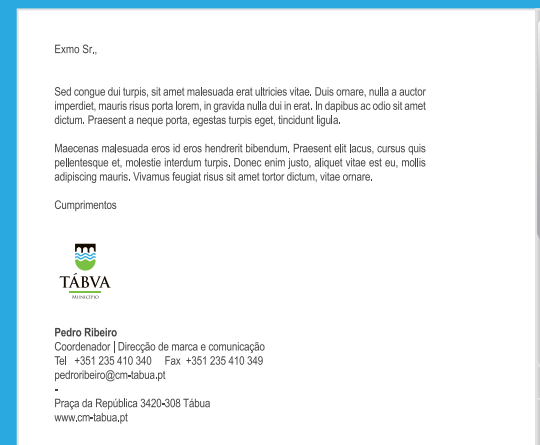 Exmo Sr.,
Sed congue dui turpis, sit amet malesuada erat ultricies vitae. Duis ornare, nulla a auctor
imperdiet, mauris risus porta lorem, in gravida nulla dui in erat. In dapibus ac odio sit amet
dictum. Praesent a neque porta, egestas turpis eget, tincidunt ligula.
Maecenas malesuada eros id eros hendrerit bibendum. Praesent elit lacus, cursus quis
pellentesque et, molestie interdum turpis. Donec enim justo, aliquet vitae est eu, mollis
adipiscing mauris. Vivamus feugiat risus sit amet tortor dictum, vitae ornare.
Cumprimentos
TÁBVA
MUNICÍPIO
Pedro Ribeiro
Coordenador | Direcção de marca e comunicação
Tel +351 235 410 340 Fax +351 235 410 349
pedroribeiro@cm-tabua.pt
-
Praça da República 3420-308 Tábua
www.cm-tabua.pt